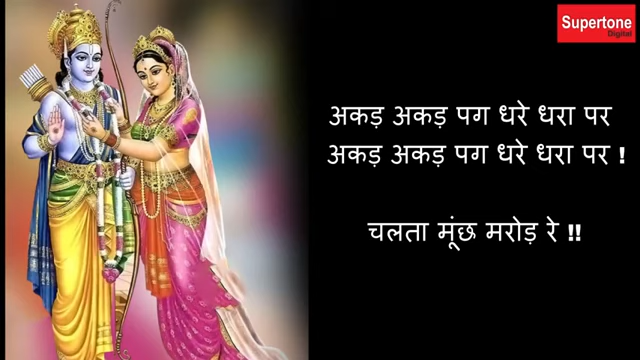 Supertone
Digital
अकड़ अकड़ पग धरे धरा पर
अकड़ अकड़ पग धरे धरा पर !
चलता मूंछ मरोड़ रे !!